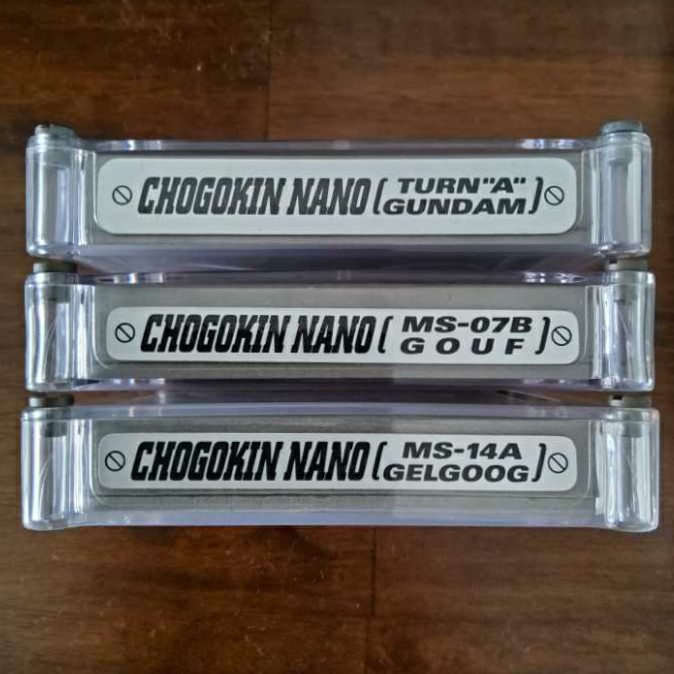 CHOGOKIN NANO ( TURN "A" GUNDAM )
CHOGOKIN NANO ( MS-07B GOUF )
CHOGOKIN NANO ( MS-14A GELGOOG )